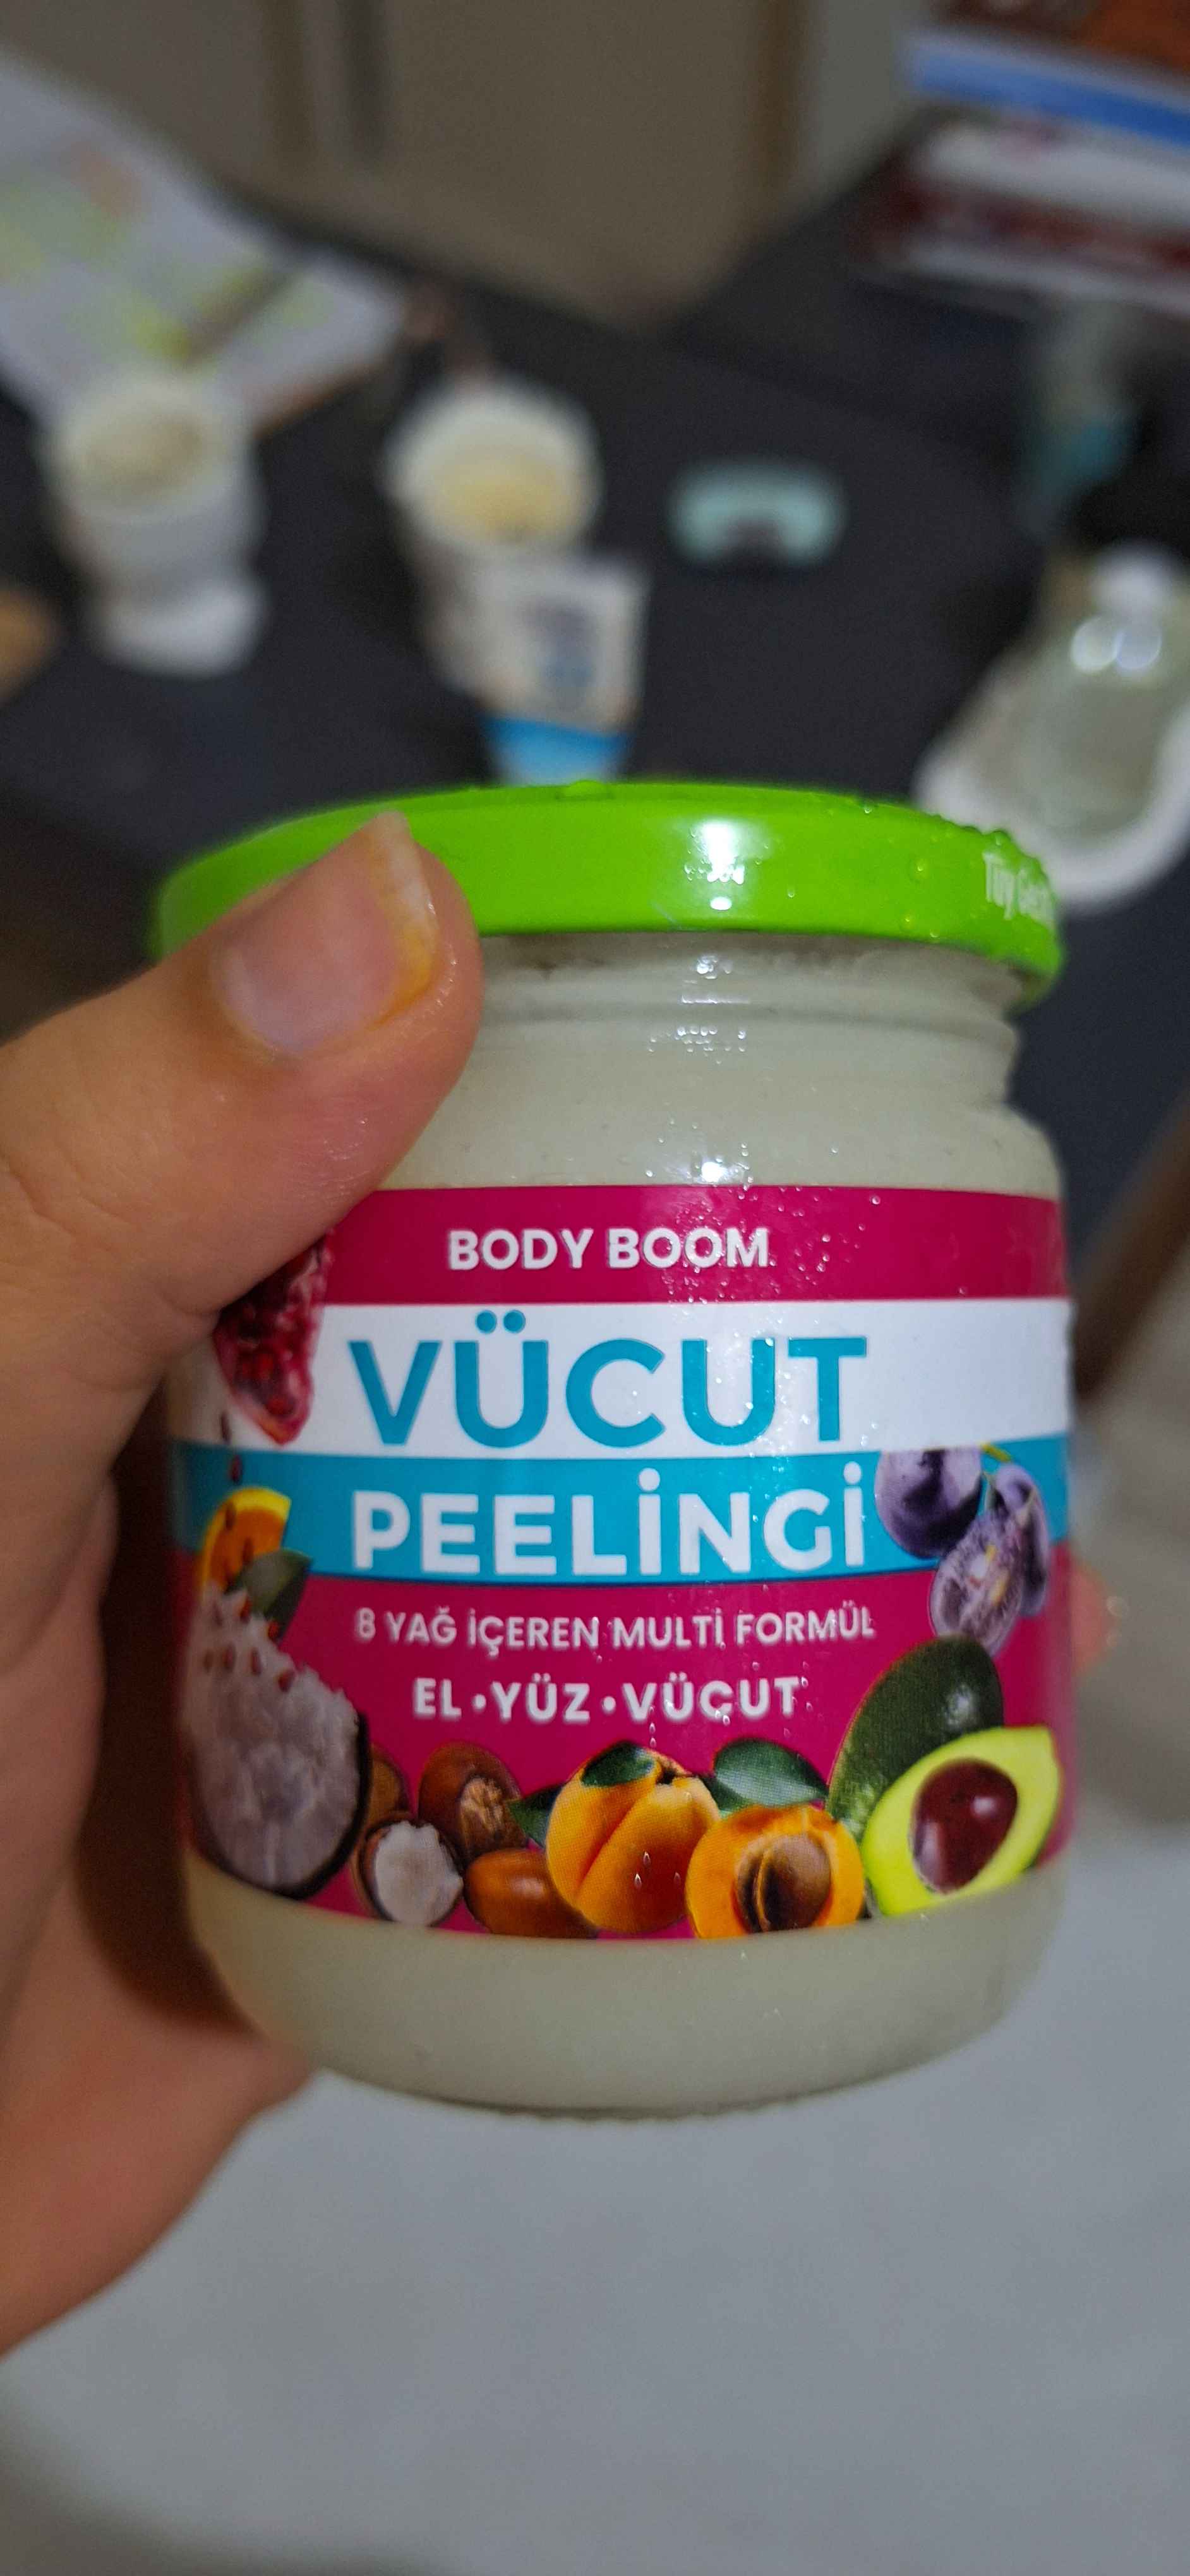 BODY BOOM
VÜCUT
PEELİNGİ
8 YAĞ İÇEREN MULTİ FORMÜL
EL • YÜZ • VÜCUT